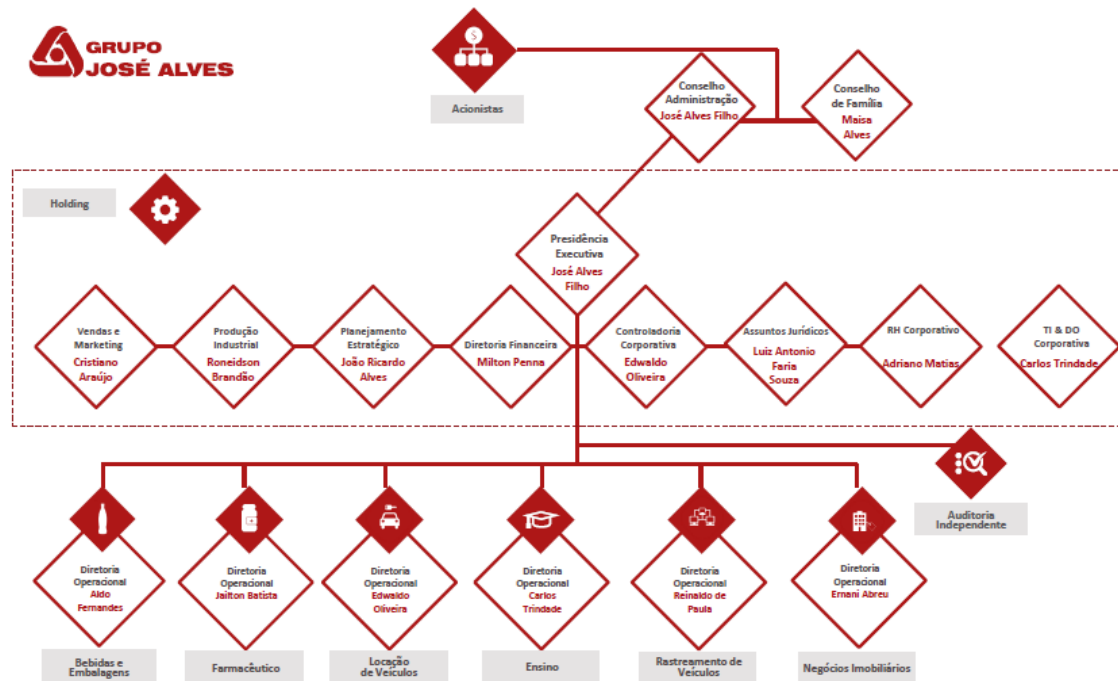 GRUPO
JOSÉ ALVES
$
Acionistas
Conselho
Administração
José Alves Filho
Conselho
de Família
Maisa
Alves
Holding
Presidência
Executiva
José Alves
Filho
Vendas e
Marketing
Cristiano
Araújo
Produção
Industrial
Roneidson
Brandão
Planejamento
Estratégico
João Ricardo
Alves
Diretoria Financeira
Milton Penna
Controladoria
Corporativa
Edwaldo
Oliveira
Assuntos Jurídicos
Luiz Antonio
Faria
Souza
RH Corporativo
Adriano Matias
TI & DO
Corporativa
Carlos Trindade
Auditoria
Independente
Diretoria
Operacional
Aldo
Fernandes
Diretoria
Operacional
Jailton Batista
Diretoria
Operacional
Edwaldo
Oliveira
Diretoria
Operacional
Carlos
Trindade
Diretoria
Operacional
Reinaldo de
Paula
Diretoria
Operacional
Ernani Abreu
Bebidas e
Embalagens
Farmacêutico
Locação
de Veículos
Ensino
Rastreamento de
Veículos
Negócios Imobiliários